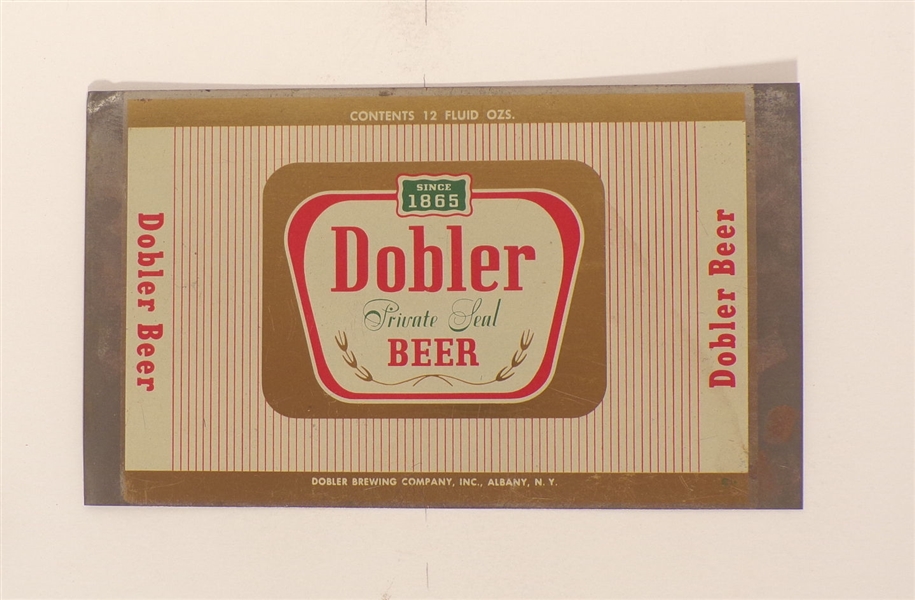 CONTENTS 12 FLUID OZS.
SINCE
1865
Dobler
Private Seal
BEER
Dobler Beer
Dobler Beer
DOBLER BREWING COMPANY, INC., ALBANY, N. Y.